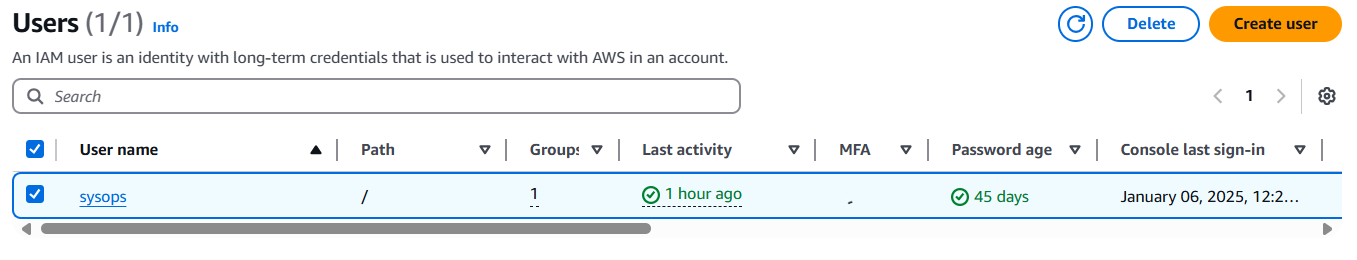 Users (1/1) Info
Delete
Create user
An IAM user is an identity with long-term credentials that is used to interact with AWS in an account.
Search
1
User name Path Groups Last activity MFA Password age Console last sign-in
sysops / 1 1 hour ago - 45 days January 06, 2025, 12:2...